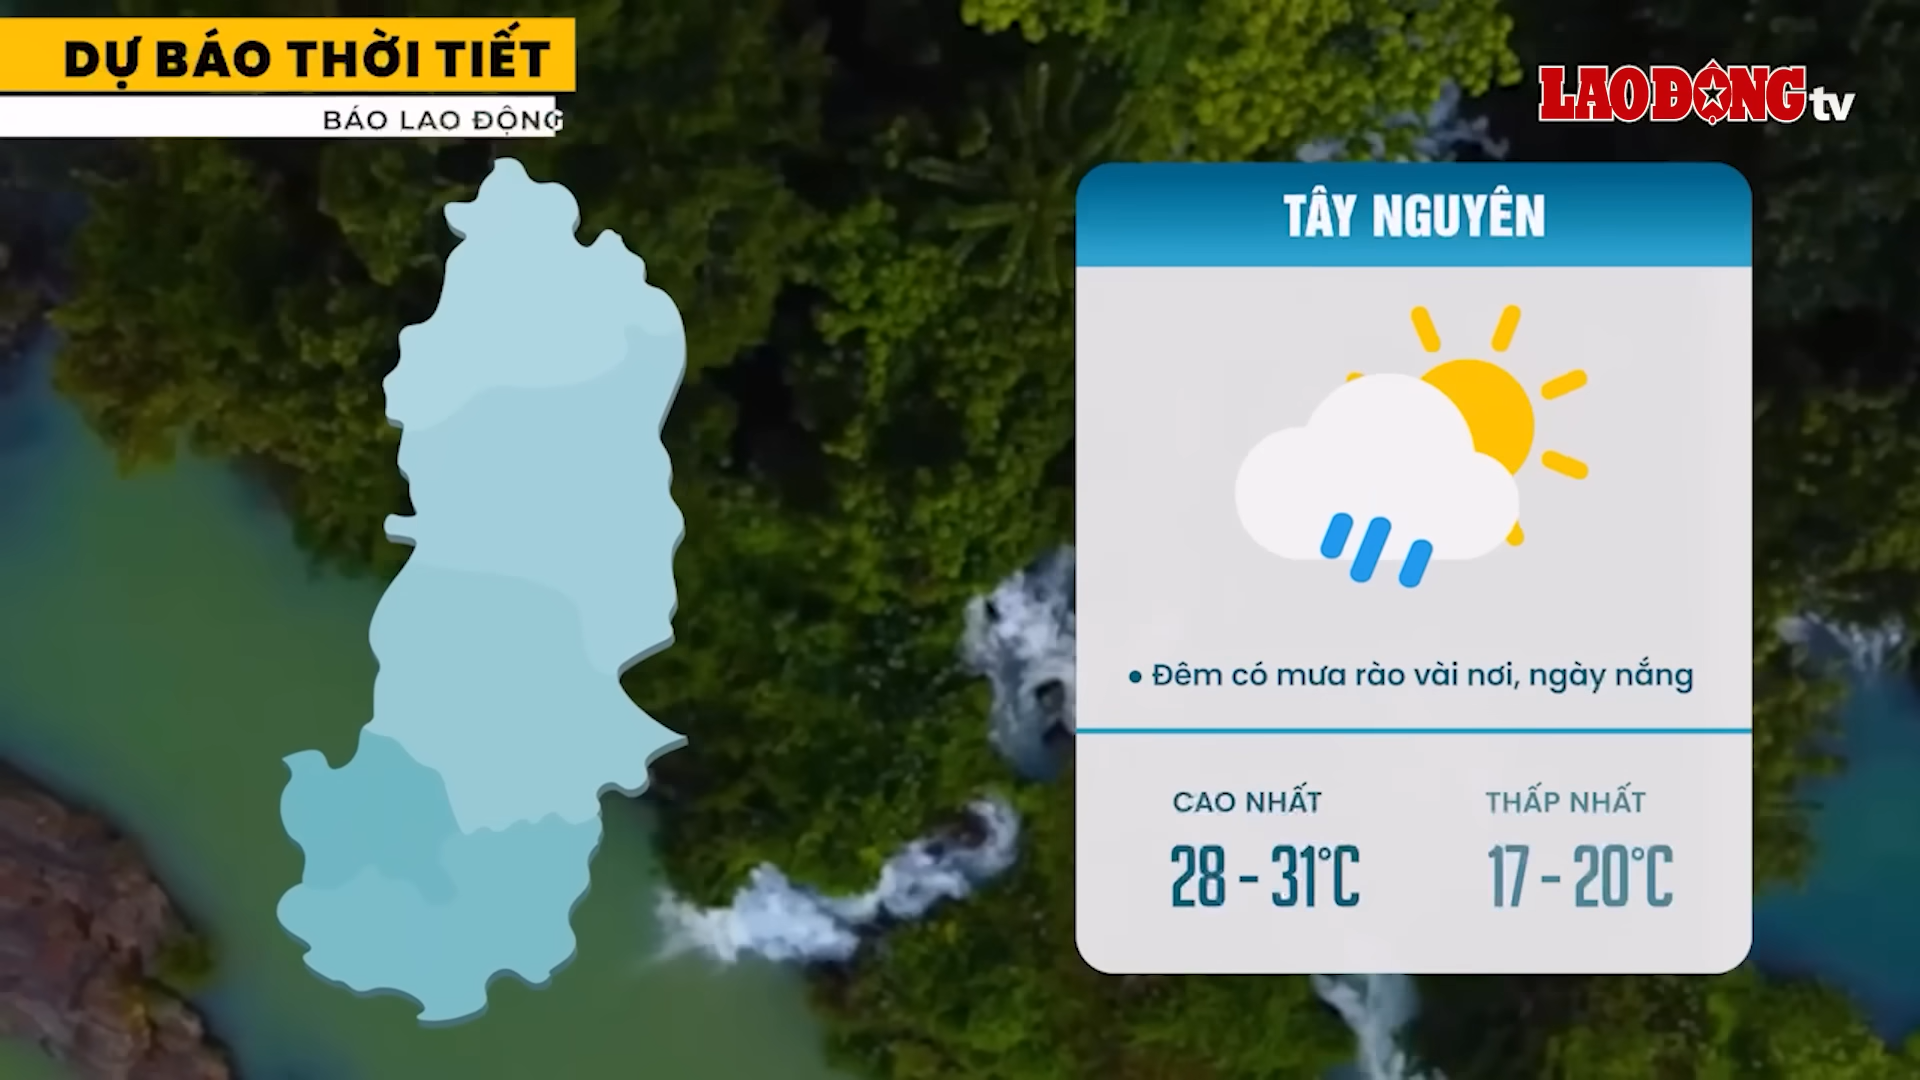 DỰ BÁO THỜI TIẾT
BÁO LAO ĐỘNG
LAO ĐỘNG tv
TÂY NGUYÊN
• Đêm có mưa rào vài nơi, ngày nắng
CAO NHẤT
28 - 31°C
THẤP NHẤT
17 - 20°C